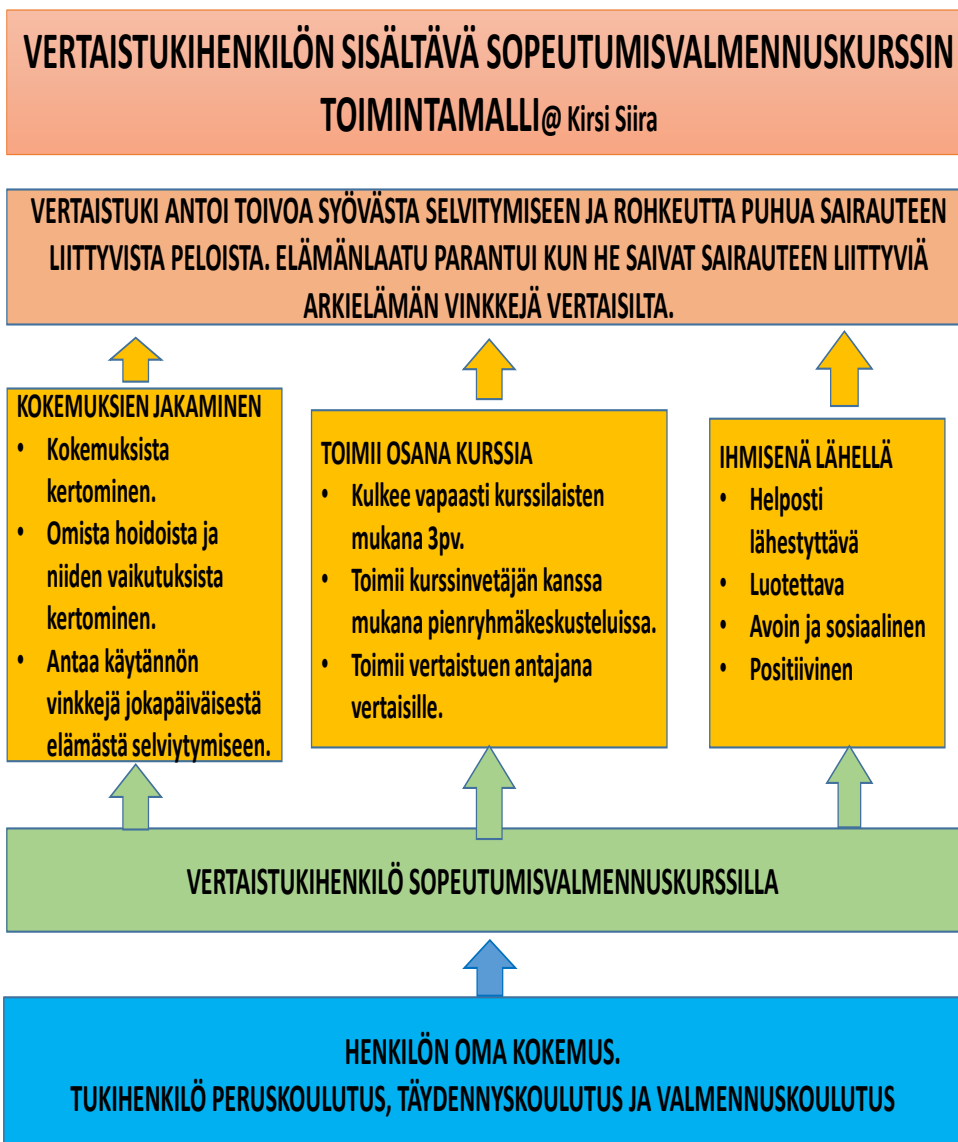 VERTAISTUKIHENKILÖN SISÄLTÄVÄ SOPEUTUMISVALMENNUSKURSSIN
TOIMINTAMALLI@ Kirsi Siira
VERTAISTUKI ANTOI TOIVOA SYÖVÄSTA SELVITYMISEEN JA ROHKEUTTA PUHUA SAIRAUTEEN
LIITTYVISTA PELOISTA. ELÄMÄNLAATU PARANTUI KUN HE SAIVAT SAIRAUTEEN LIITTYVIÄ
ARKIELÄMÄN VINKKEJÄ VERTAISILTA.
KOKEMUKSIEN JAKAMINEN
• Kokemuksista
kertominen.
• Omista hoidoista ja
niiden vaikutuksista
kertominen.
• Antaa käytännön
vinkkejä jokapäiväisestä
elämästä selviytymiseen.
TOIMII OSANA KURSSIA
• Kulkee vapaasti kurssilaisten
mukana 3pv.
• Toimii kurssinvetäjän kanssa
mukana pienryhmäkeskusteluissa.
• Toimii vertaistuen antajana
vertaisille.
IHMISENÄ LÄHELLÄ
• Helposti
lähestyttävä
• Luotettava
• Avoin ja sosiaalinen
• Positiivinen
VERTAISTUKIHENKILÖ SOPEUTUMISVALMENNUSKURSSILLA
HENKILÖN OMA KOKEMUS.
TUKIHENKILÖ PERUSKOULUTUS, TÄYDENNYSKOULUTUS JA VALMENNUSKOULUTUS